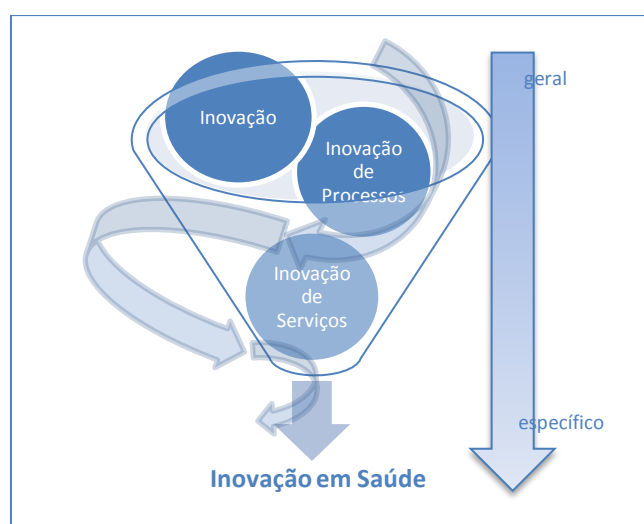 geral
Inovação
Inovação
de
Processos
Inovação
de
Serviços
específico
Inovação em Saúde